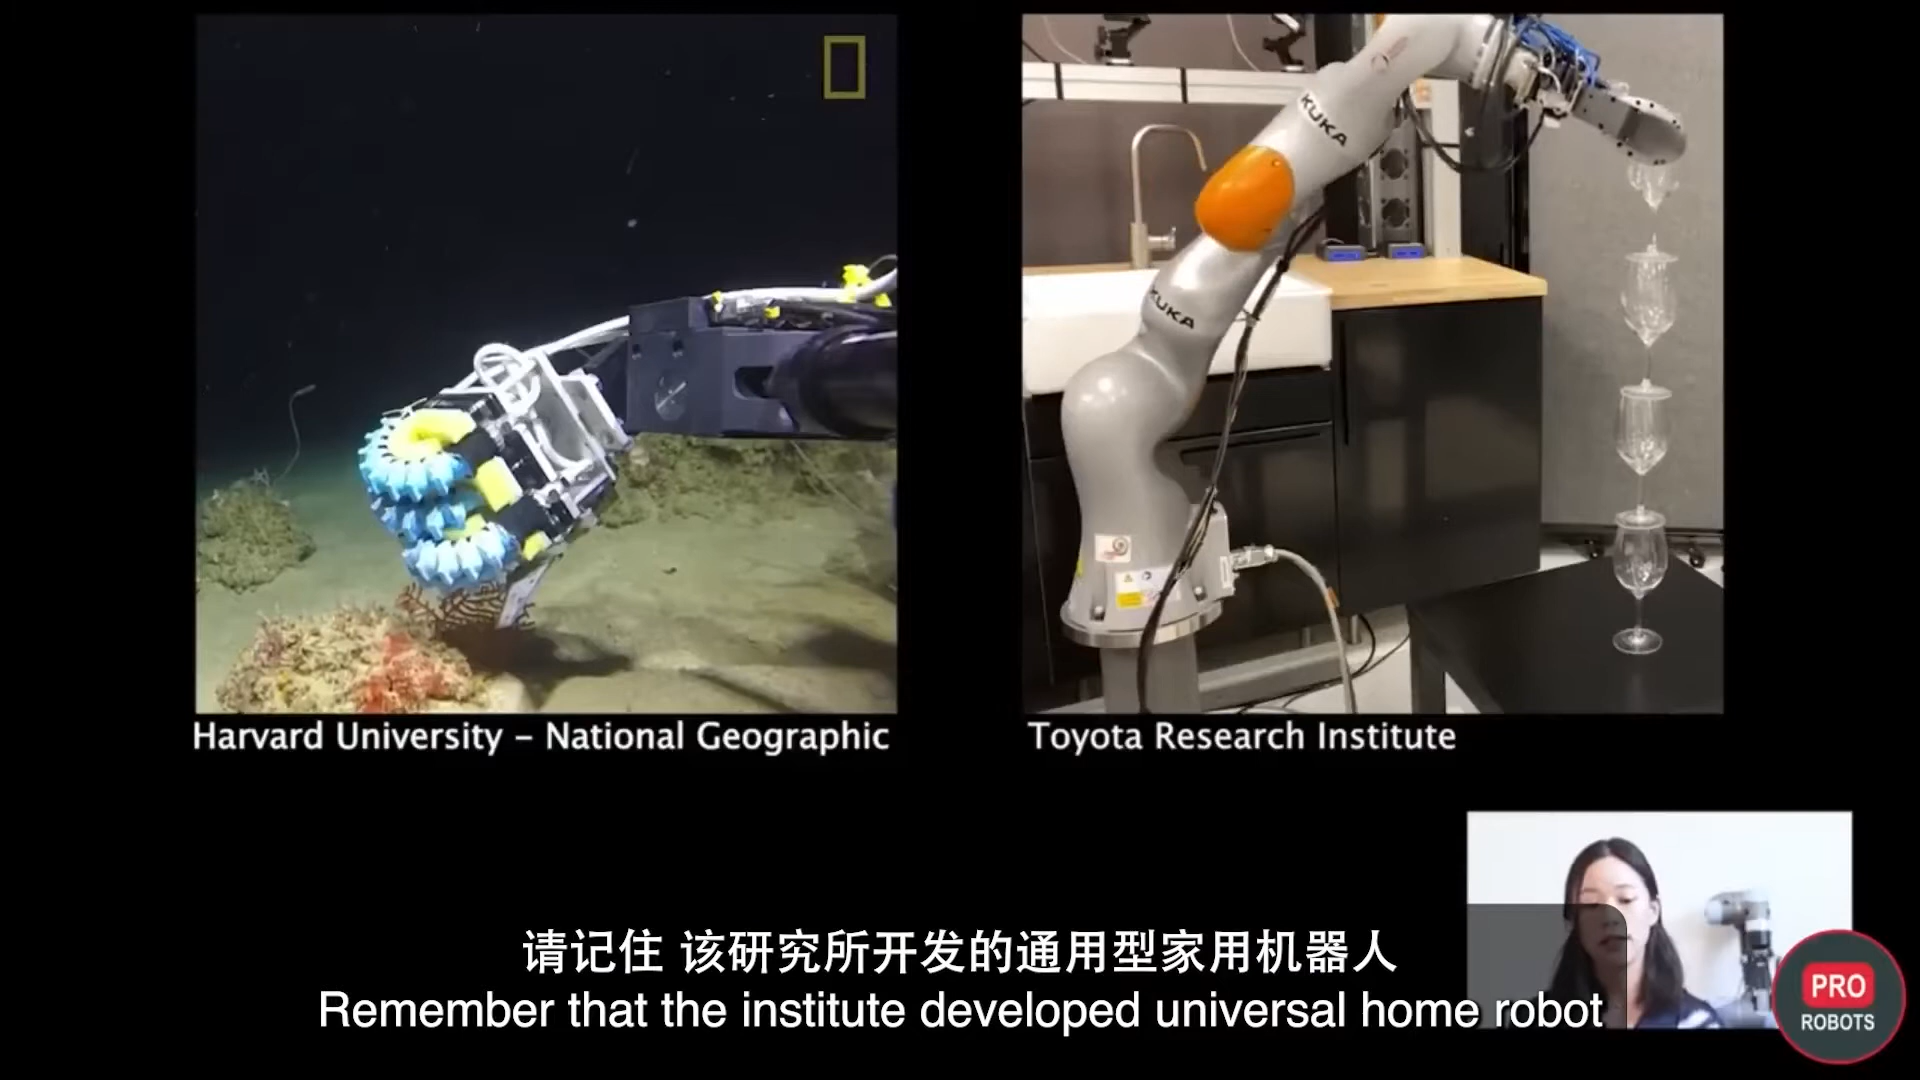 KUKA
KUKA
Harvard University – National Geographic
Toyota Research Institute
请记住 该研究所开发的通用型家用机器人
Remember that the institute developed universal home robot
PRO
ROBOTS